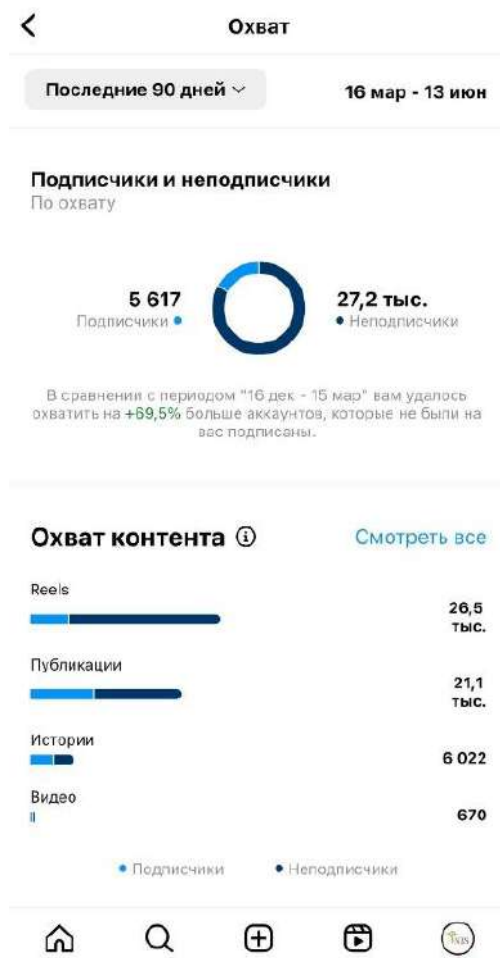 Охват
Последние 90 дней
16 мар - 13 июн
Подписчики и неподписчики
По охвату
5 617
Подписчики
27,2 тыс.
Неподписчики
В сравнении с периодом "16 дек - 15 мар" вам удалось
охватить на +69,5% больше аккаунтов, которые не были на
вас подписаны.
Охват контента
Смотреть все
Reels
26,5
тыс.
Публикации
21,1
тыс.
Истории
6 022
Видео
670
Подписчики
Неподписчики